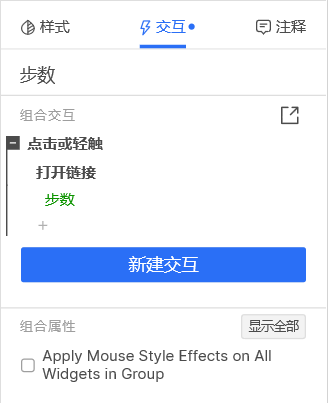 样式 交互 注释
步数
组合交互
点击或轻触
打开链接
步数
+
新建交互
组合属性 显示全部
Apply Mouse Style Effects on All
Widgets in Group